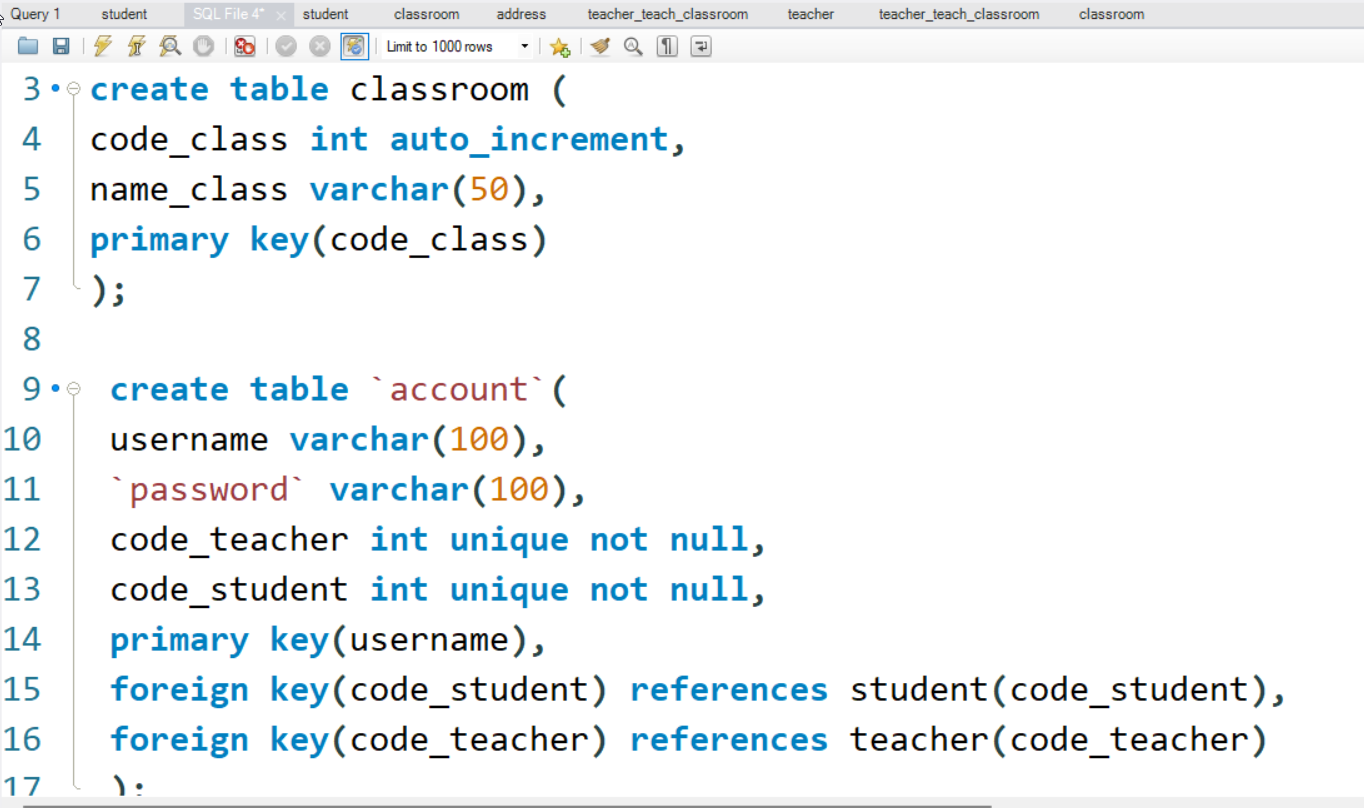 Query 1 student SQL File 4* student classroom address teacher_teach_classroom teacher teacher_teach_classroom classroom
Limit to 1000 rows
3 create table classroom (
4 code_class int auto_increment,
5 name_class varchar(50),
6 primary key(code_class)
7 );
8
9 create table `account`(
10 username varchar(100),
11 `password` varchar(100),
12 code_teacher int unique not null,
13 code_student int unique not null,
14 primary key(username),
15 foreign key(code_student) references student(code_student),
16 foreign key(code_teacher) references teacher(code_teacher)
17 );